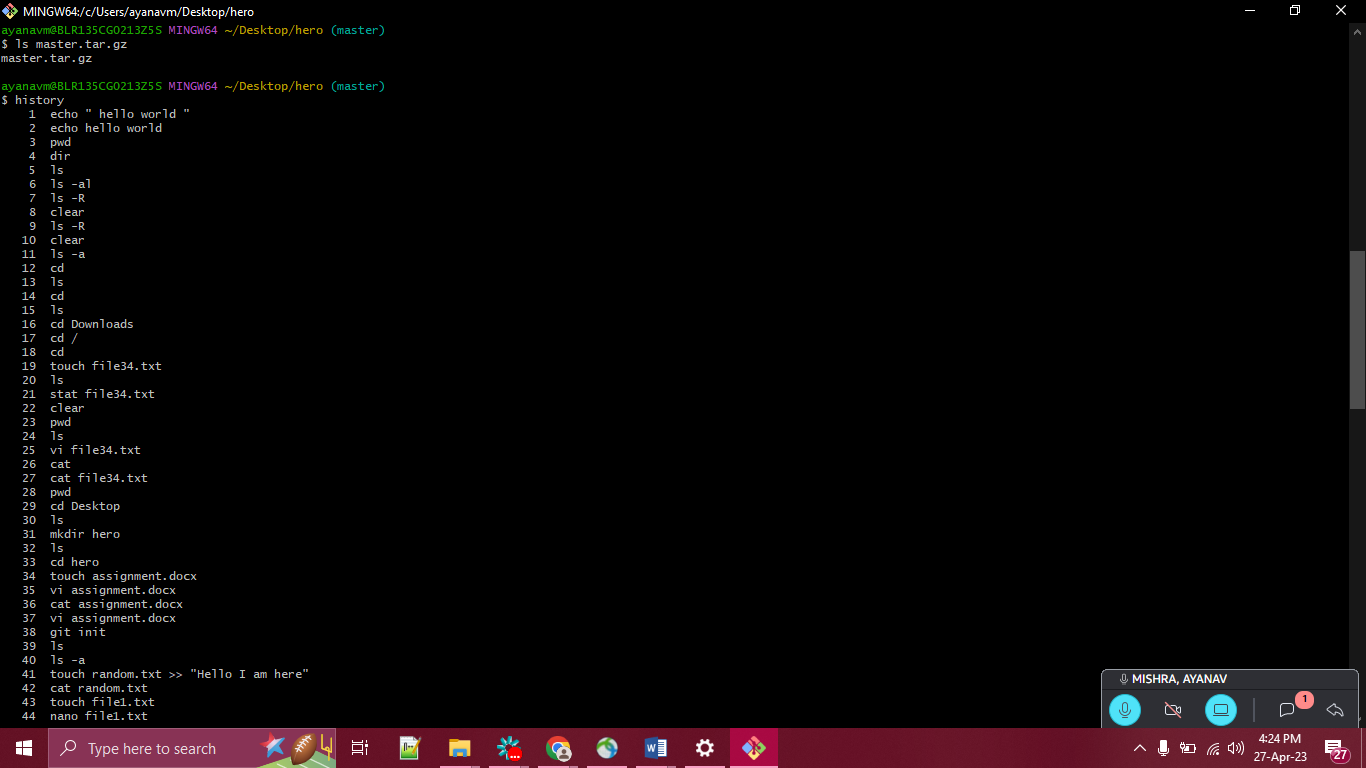 MINGW64:/c/Users/ayanavm/Desktop/hero
ayanavm@BLR135CGO213Z5S MINGW64 ~/Desktop/hero (master)
$ ls master.tar.gz
master.tar.gz
ayanavm@BLR135CGO213Z5S MINGW64 ~/Desktop/hero (master)
$ history
1 echo " hello world "
2 echo hello world
3 pwd
4 dir
5 ls
6 ls -al
7 ls -R
8 clear
9 ls -R
10 clear
11 ls -a
12 cd
13 ls
14 cd
15 ls
16 cd Downloads
17 cd /
18 cd
19 touch file34.txt
20 ls
21 stat file34.txt
22 clear
23 pwd
24 ls
25 vi file34.txt
26 cat
27 cat file34.txt
28 pwd
29 cd Desktop
30 ls
31 mkdir hero
32 ls
33 cd hero
34 touch assignment.docx
35 vi assignment.docx
36 cat assignment.docx
37 vi assignment.docx
38 git init
39 ls
40 ls -a
41 touch random.txt >> "Hello I am here"
42 cat random.txt
43 touch file1.txt
44 nano file1.txt
MISHRA, AYANAV
1
Type here to search
4:24 PM
27-Apr-23
27